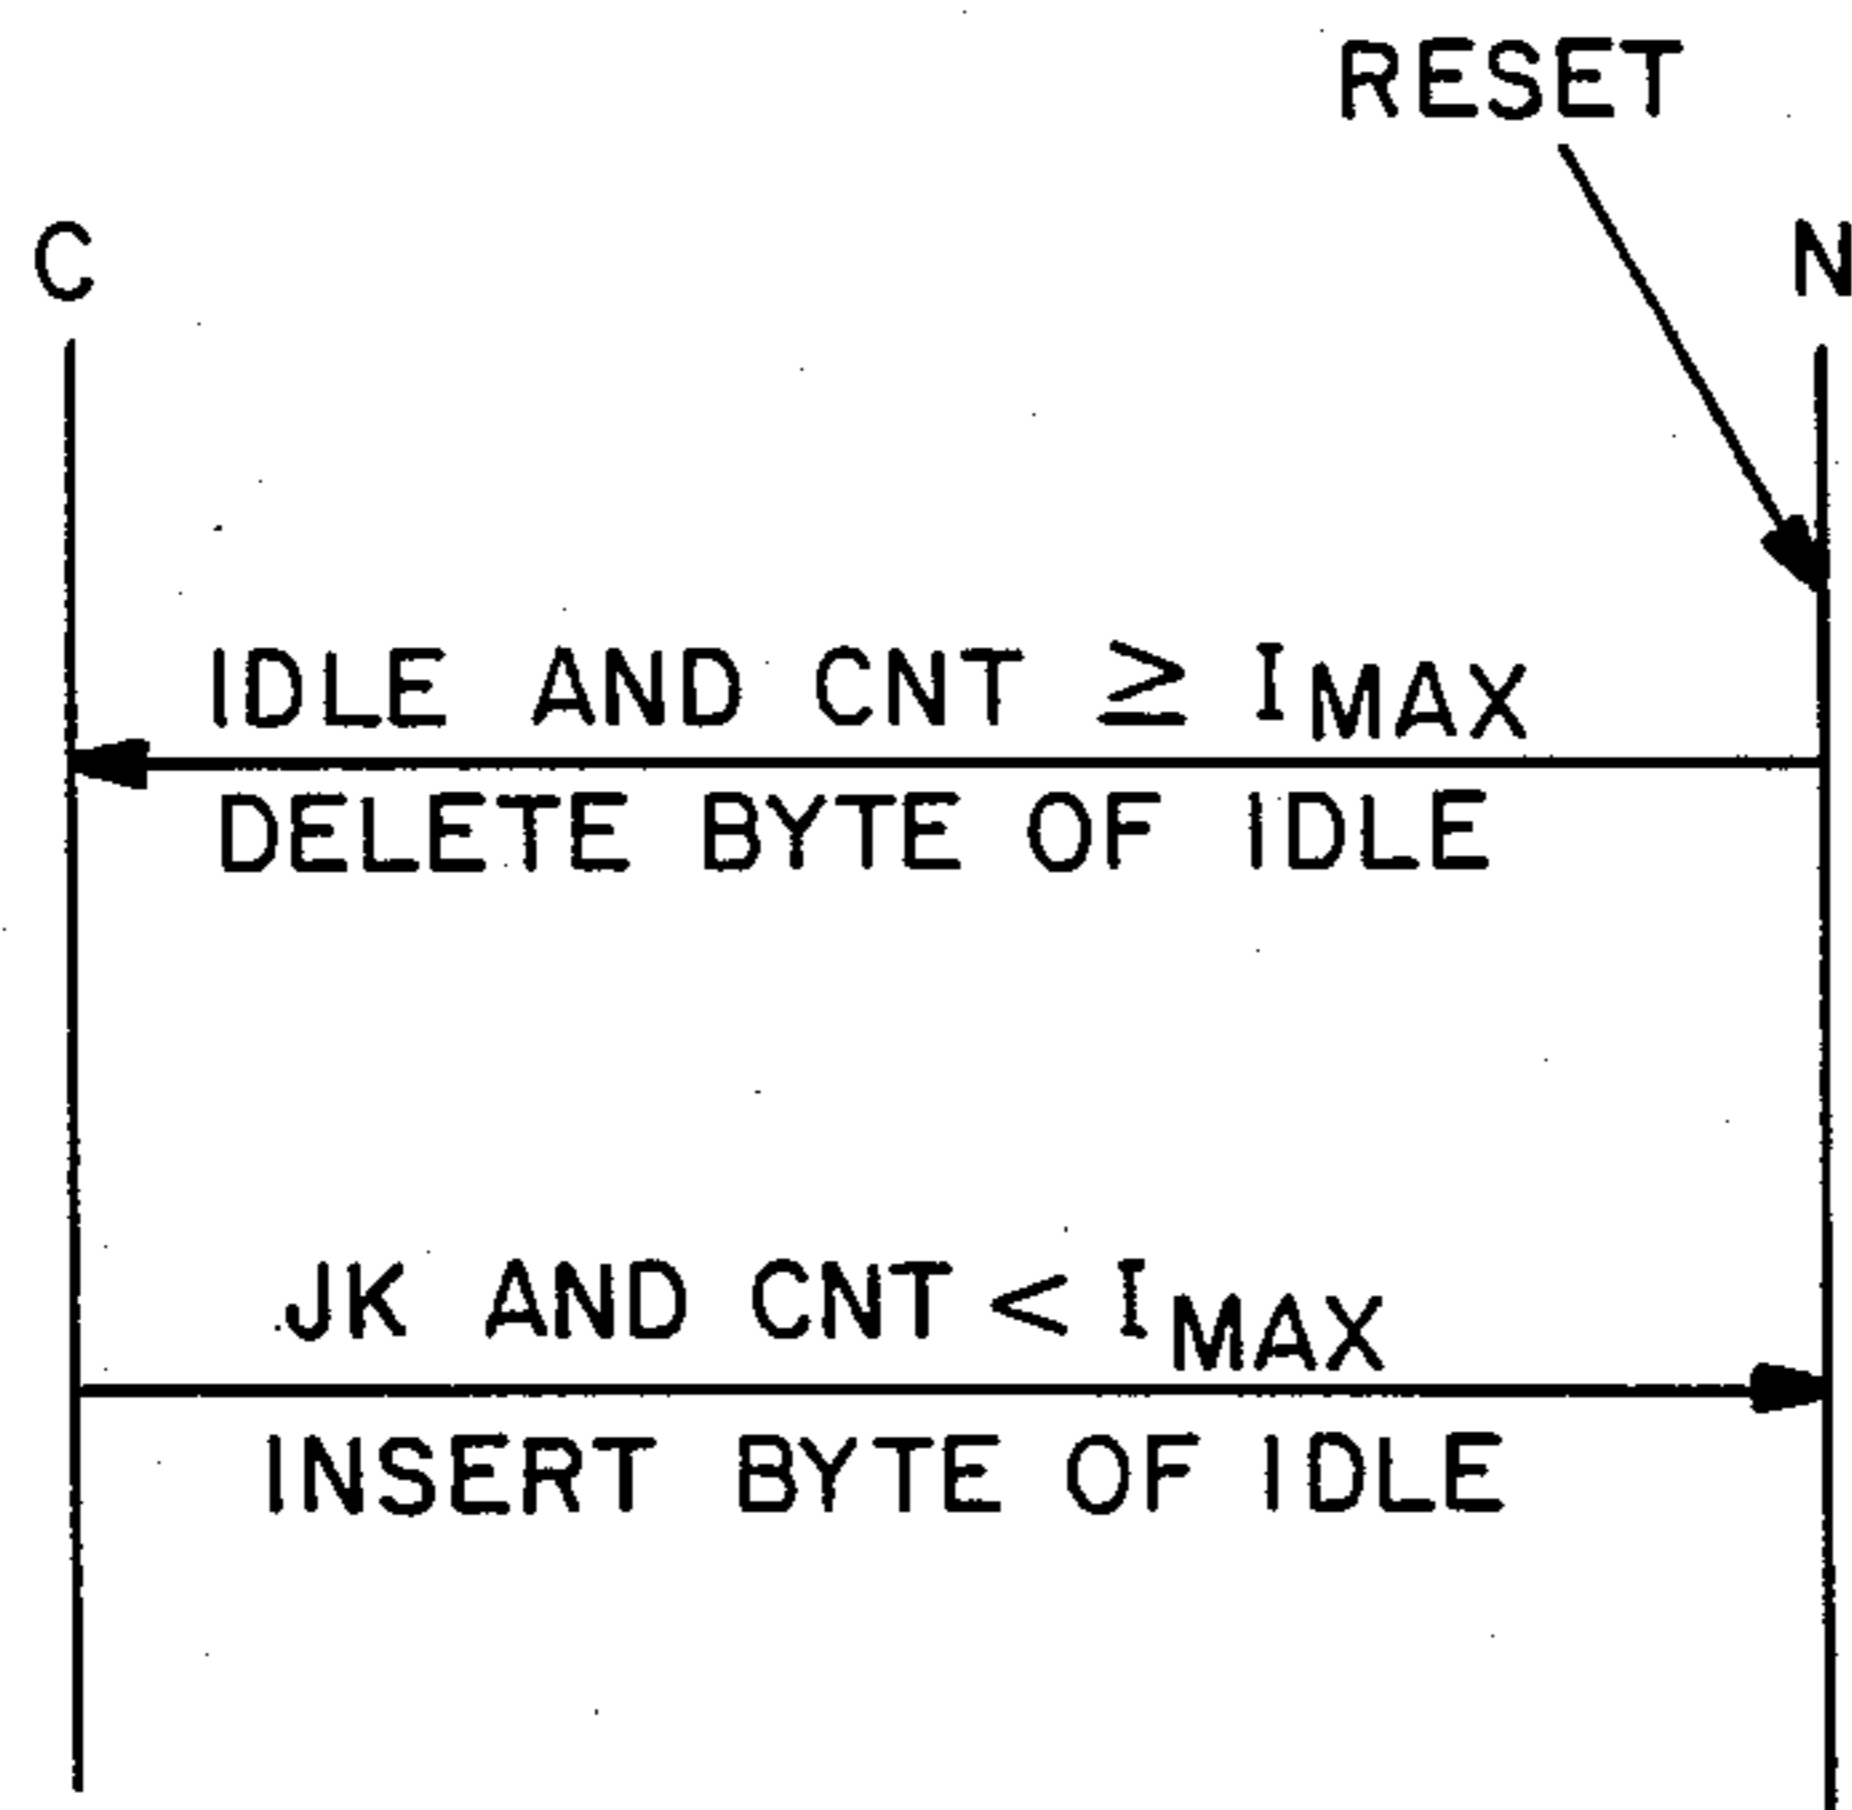 RESET
C
N
IDLE AND CNT ≥ IMAX
DELETE BYTE OF IDLE
JK AND CNT < IMAX
INSERT BYTE OF IDLE